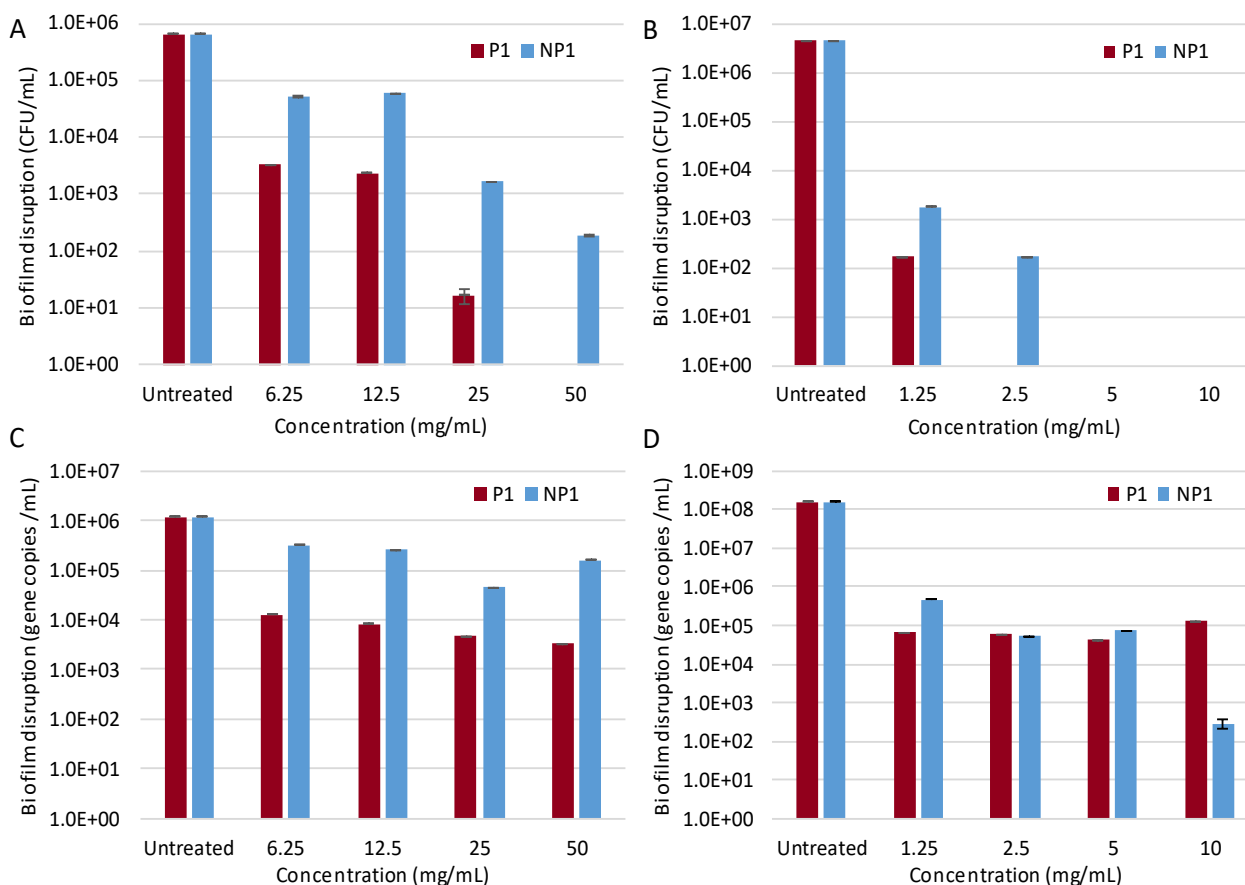 A
Biofilm disruption (CFU/mL)
1.0E+06
1.0E+05
1.0E+04
1.0E+03
1.0E+02
1.0E+01
1.0E+00
P1 NP1
Untreated 6.25 12.5 25 50
Concentration (mg/mL)
B
Biofilm disruption (CFU/mL)
1.0E+07
1.0E+06
1.0E+05
1.0E+04
1.0E+03
1.0E+02
1.0E+01
1.0E+00
P1 NP1
Untreated 1.25 2.5 5 10
Concentration (mg/mL)
C
Biofilm disruption (gene copies /mL)
1.0E+07
1.0E+06
1.0E+05
1.0E+04
1.0E+03
1.0E+02
1.0E+01
1.0E+00
P1 NP1
Untreated 6.25 12.5 25 50
Concentration (mg/mL)
D
Biofilm disruption (gene copies /mL)
1.0E+09
1.0E+08
1.0E+07
1.0E+06
1.0E+05
1.0E+04
1.0E+03
1.0E+02
1.0E+01
1.0E+00
P1 NP1
Untreated 1.25 2.5 5 10
Concentration (mg/mL)